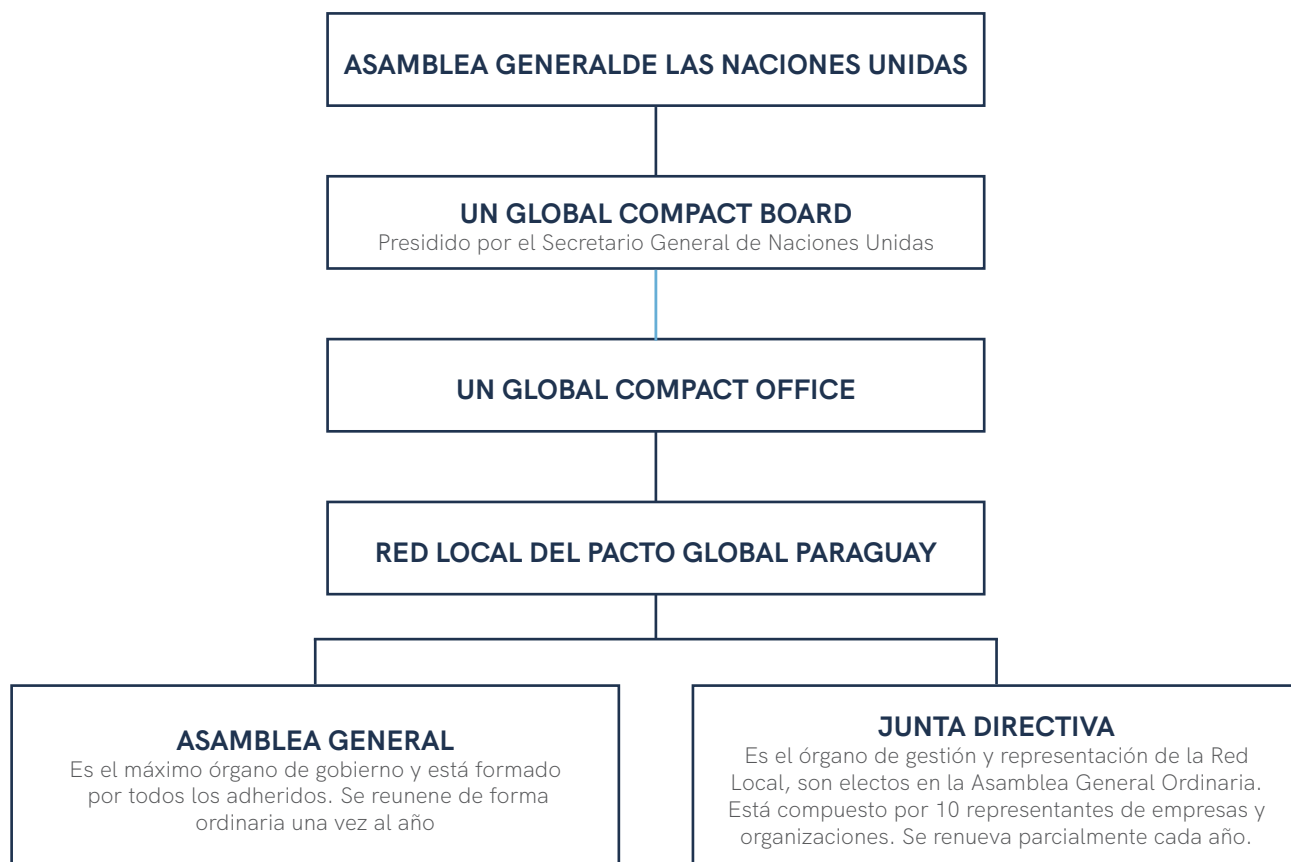 ASAMBLEA GENERALDE LAS NACIONES UNIDAS
UN GLOBAL COMPACT BOARD
Presidido por el Secretario General de Naciones Unidas
UN GLOBAL COMPACT OFFICE
RED LOCAL DEL PACTO GLOBAL PARAGUAY
ASAMBLEA GENERAL
Es el máximo órgano de gobierno y está formado
por todos los adheridos. Se reunene de forma
ordinaria una vez al año
JUNTA DIRECTIVA
Es el órgano de gestión y representación de la Red
Local, son electos en la Asamblea General Ordinaria.
Está compuesto por 10 representantes de empresas y
organizaciones. Se renueva parcialmente cada año.